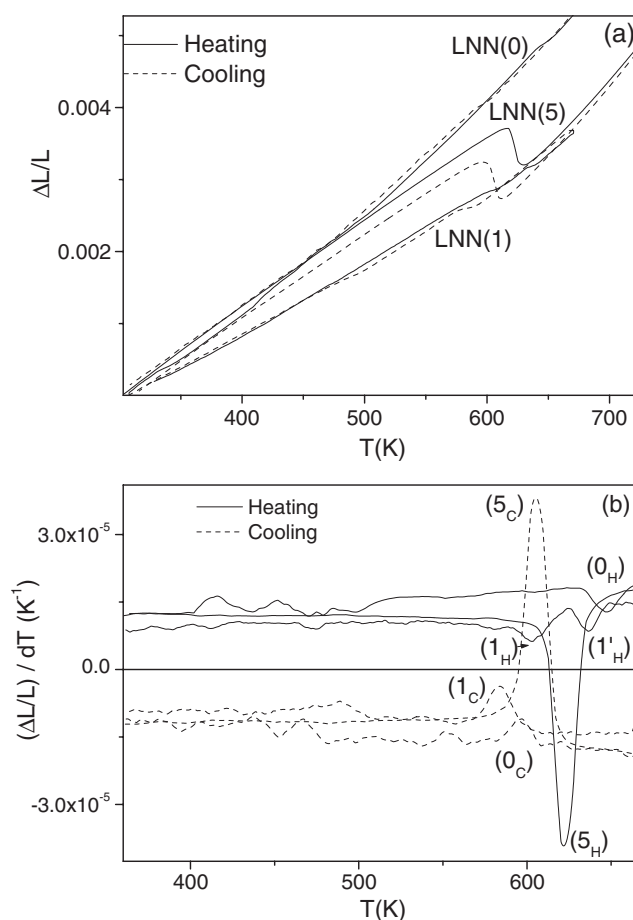 (a)
Heating
Cooling
LNN(0)
LNN(5)
LNN(1)
0.004
0.002
ΔL/L
400 500 600 700
T(K)
(b)
Heating
Cooling
(5C)
(0H)
(1H)
(1'H)
(1C)
(0C)
(5H)
3.0x10-5
0.0
-3.0x10-5
(ΔL/L) / dT (K-1)
400 500 600
T(K)